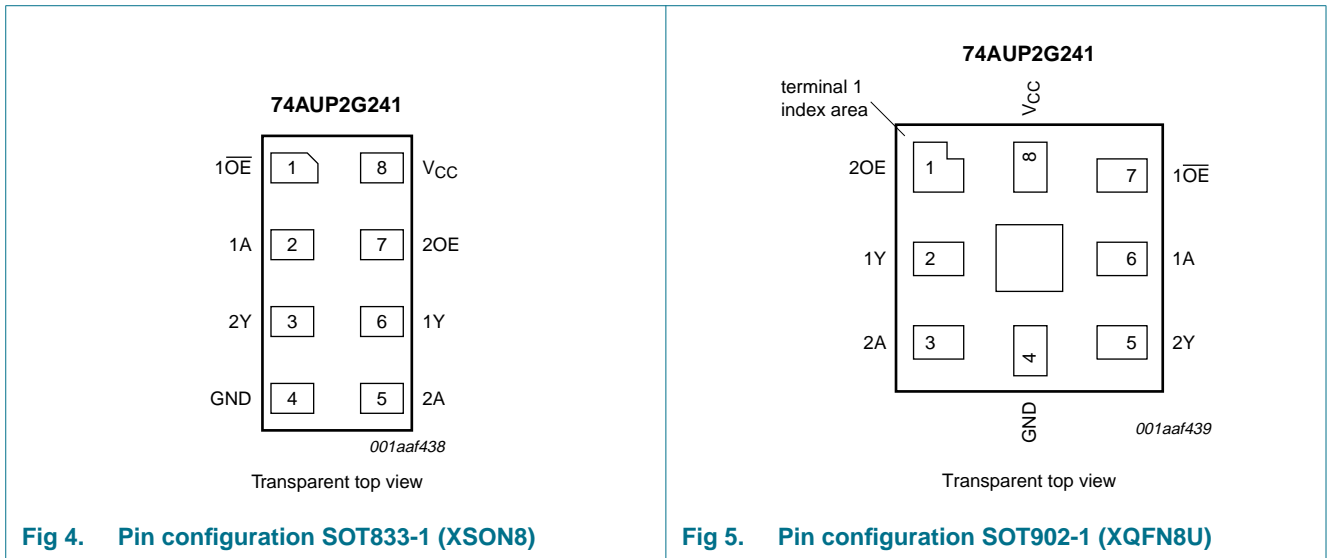 74AUP2G241
1OE 1 8 VCC
1A 2 7 2OE
2Y 3 6 1Y
GND 4 5 2A
001aaf438
Transparent top view
Fig 4. Pin configuration SOT833-1 (XSON8)
74AUP2G241
terminal 1
index area
VCC
2OE 1 8 7 1OE
1Y 2 6 1A
2A 3 4 5 2Y
GND
001aaf439
Transparent top view
Fig 5. Pin configuration SOT902-1 (XQFN8U)